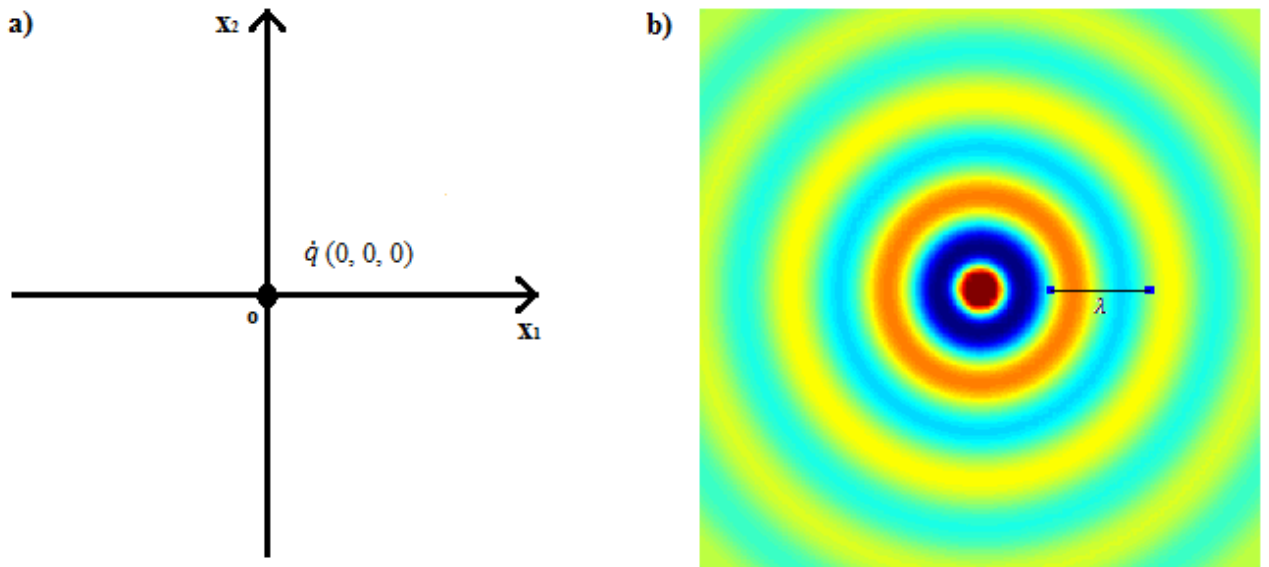 a)
x₂
b)
q̇ (0, 0, 0)
o
x₁
λ